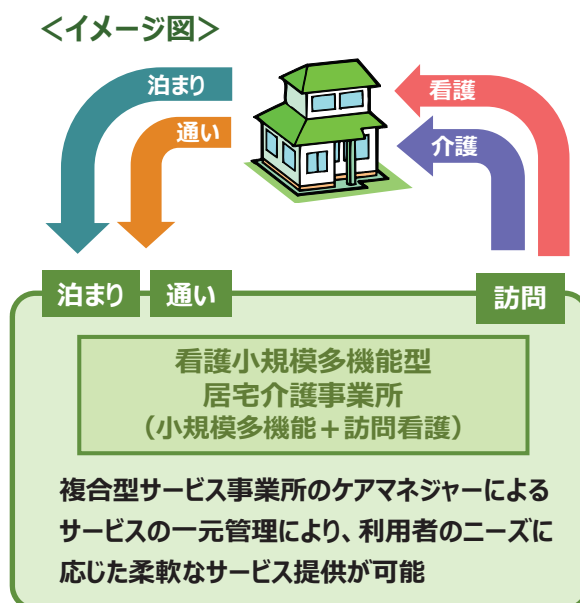 ＜イメージ図＞
泊まり
通い
看護
介護
泊まり
通い
訪問
看護小規模多機能型
居宅介護事業所
（小規模多機能＋訪問看護）
複合型サービス事業所のケアマネジャーによる
サービスの一元管理により、利用者のニーズに
応じた柔軟なサービス提供が可能